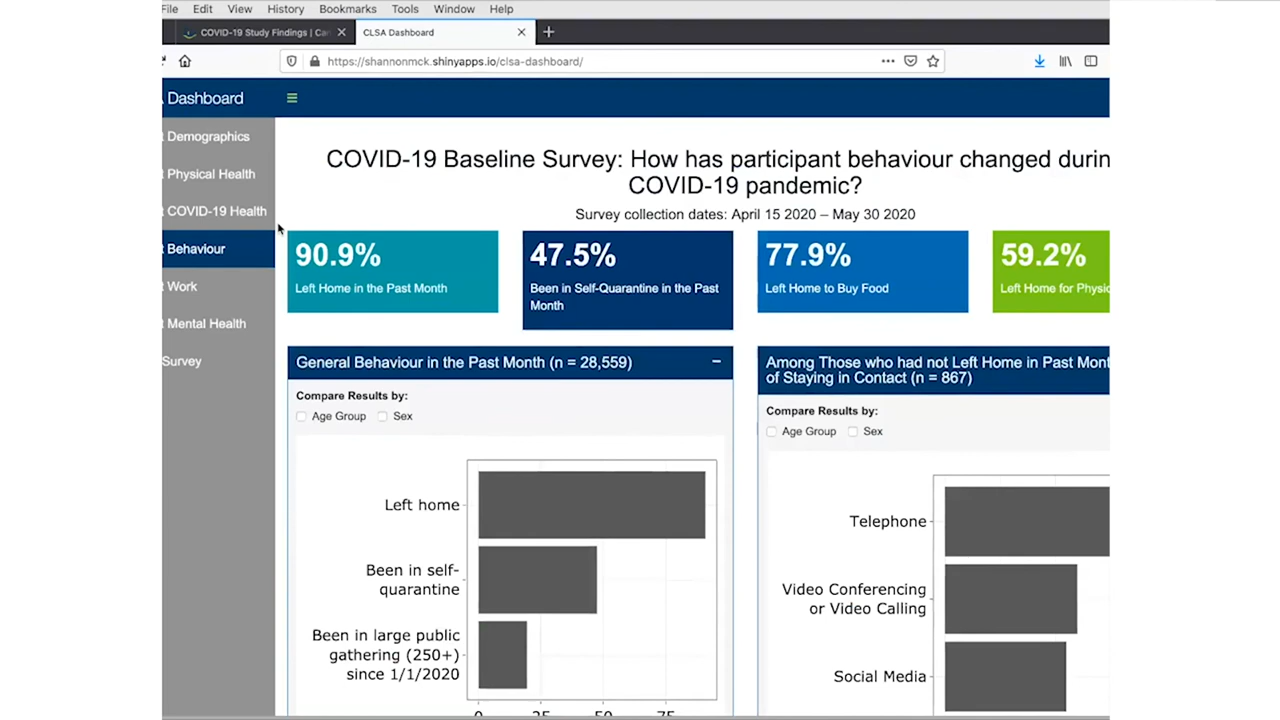 File Edit View History Bookmarks Tools Window Help
COVID-19 Study Findings | Can
CLSA Dashboard
https://shannonmck.shinyapps.io/clsa-dashboard/
Dashboard
Demographics
Physical Health
COVID-19 Health
Behaviour
Work
Mental Health
Survey
COVID-19 Baseline Survey: How has participant behaviour changed durin
COVID-19 pandemic?
Survey collection dates: April 15 2020 – May 30 2020
90.9%
Left Home in the Past Month
47.5%
Been in Self-Quarantine in the Past
Month
77.9%
Left Home to Buy Food
59.2%
Left Home for Physic
General Behaviour in the Past Month (n = 28,559)
Compare Results by:
Age Group Sex
Left home
Been in self-
quarantine
Been in large public
gathering (250+)
since 1/1/2020
0 25 50 75
Among Those who had not Left Home in Past Mont
of Staying in Contact (n = 867)
Compare Results by:
Age Group Sex
Telephone
Video Conferencing
or Video Calling
Social Media